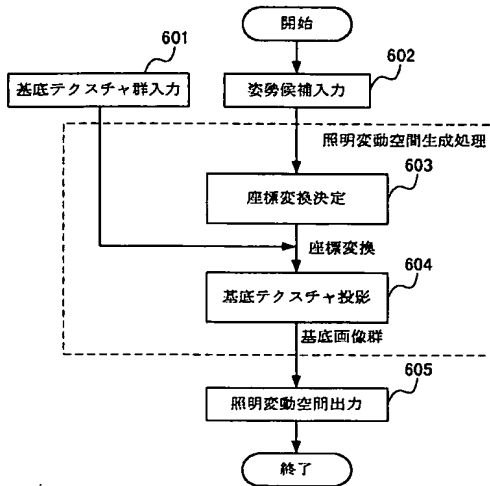 開始
601
基底テクスチャ群入力
602
姿勢候補入力
照明変動空間生成処理
603
座標変換決定
座標変換
604
基底テクスチャ投影
基底画像群
605
照明変動空間出力
終了